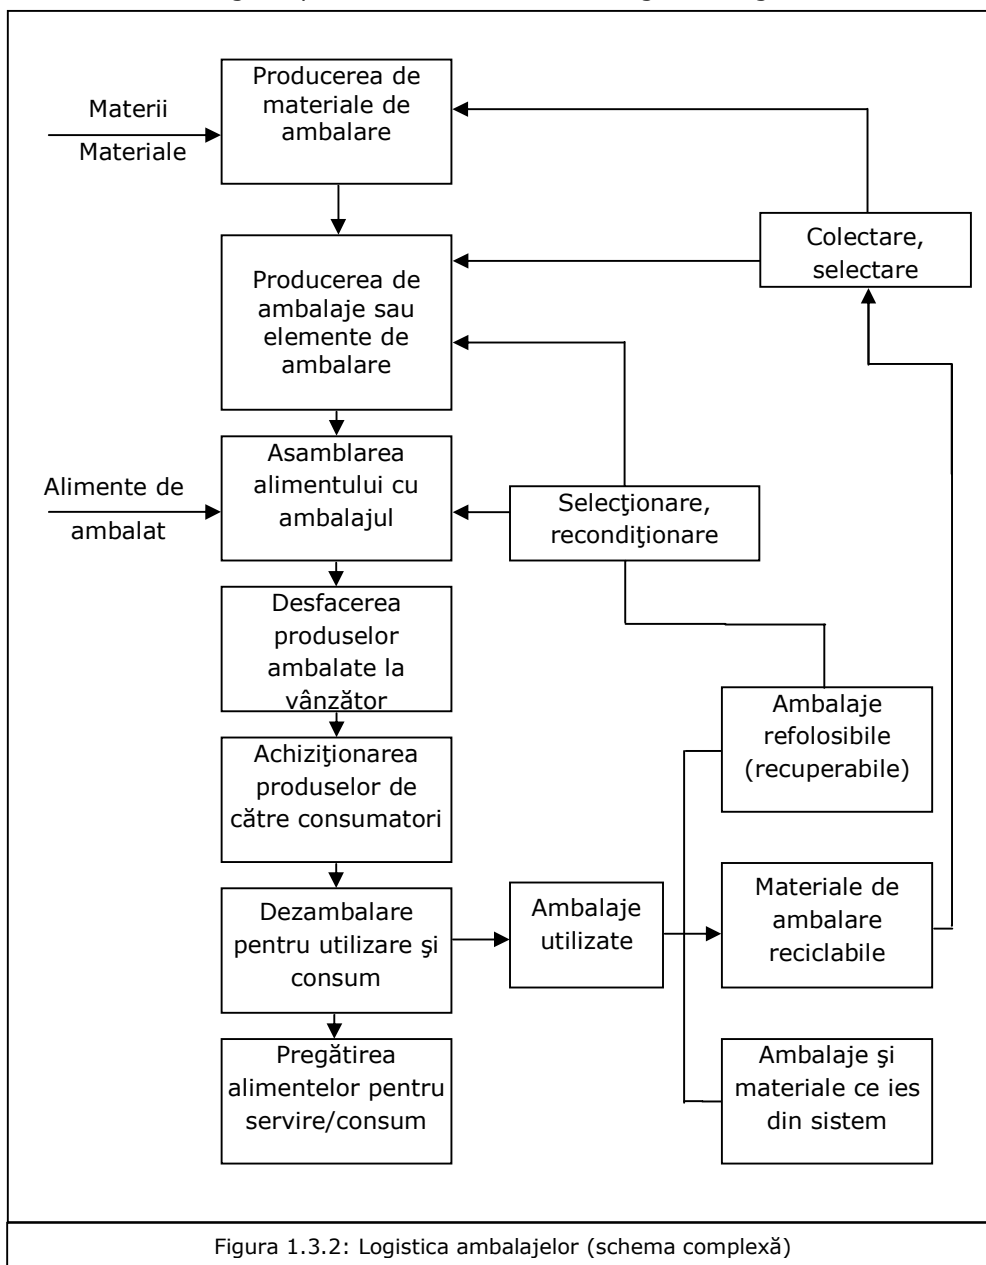 Producerea de
materiale de
ambalare
Materii
Materiale
Colectare,
selectare
Producerea de
ambalaje sau
elemente de
ambalare
Asamblarea
alimentului cu
ambalajul
Alimente de
ambalat
Selecţionare,
recondiţionare
Desfacerea
produselor
ambalate la
vânzător
Ambalaje
refolosibile
(recuperabile)
Achiziţionarea
produselor de
către consumatori
Dezambalare
pentru utilizare şi
consum
Ambalaje
utilizate
Materiale de
ambalare
reciclabile
Pregătirea
alimentelor pentru
servire/consum
Ambalaje şi
materiale ce ies
din sistem
Figura 1.3.2: Logistica ambalajelor (schema complexă)